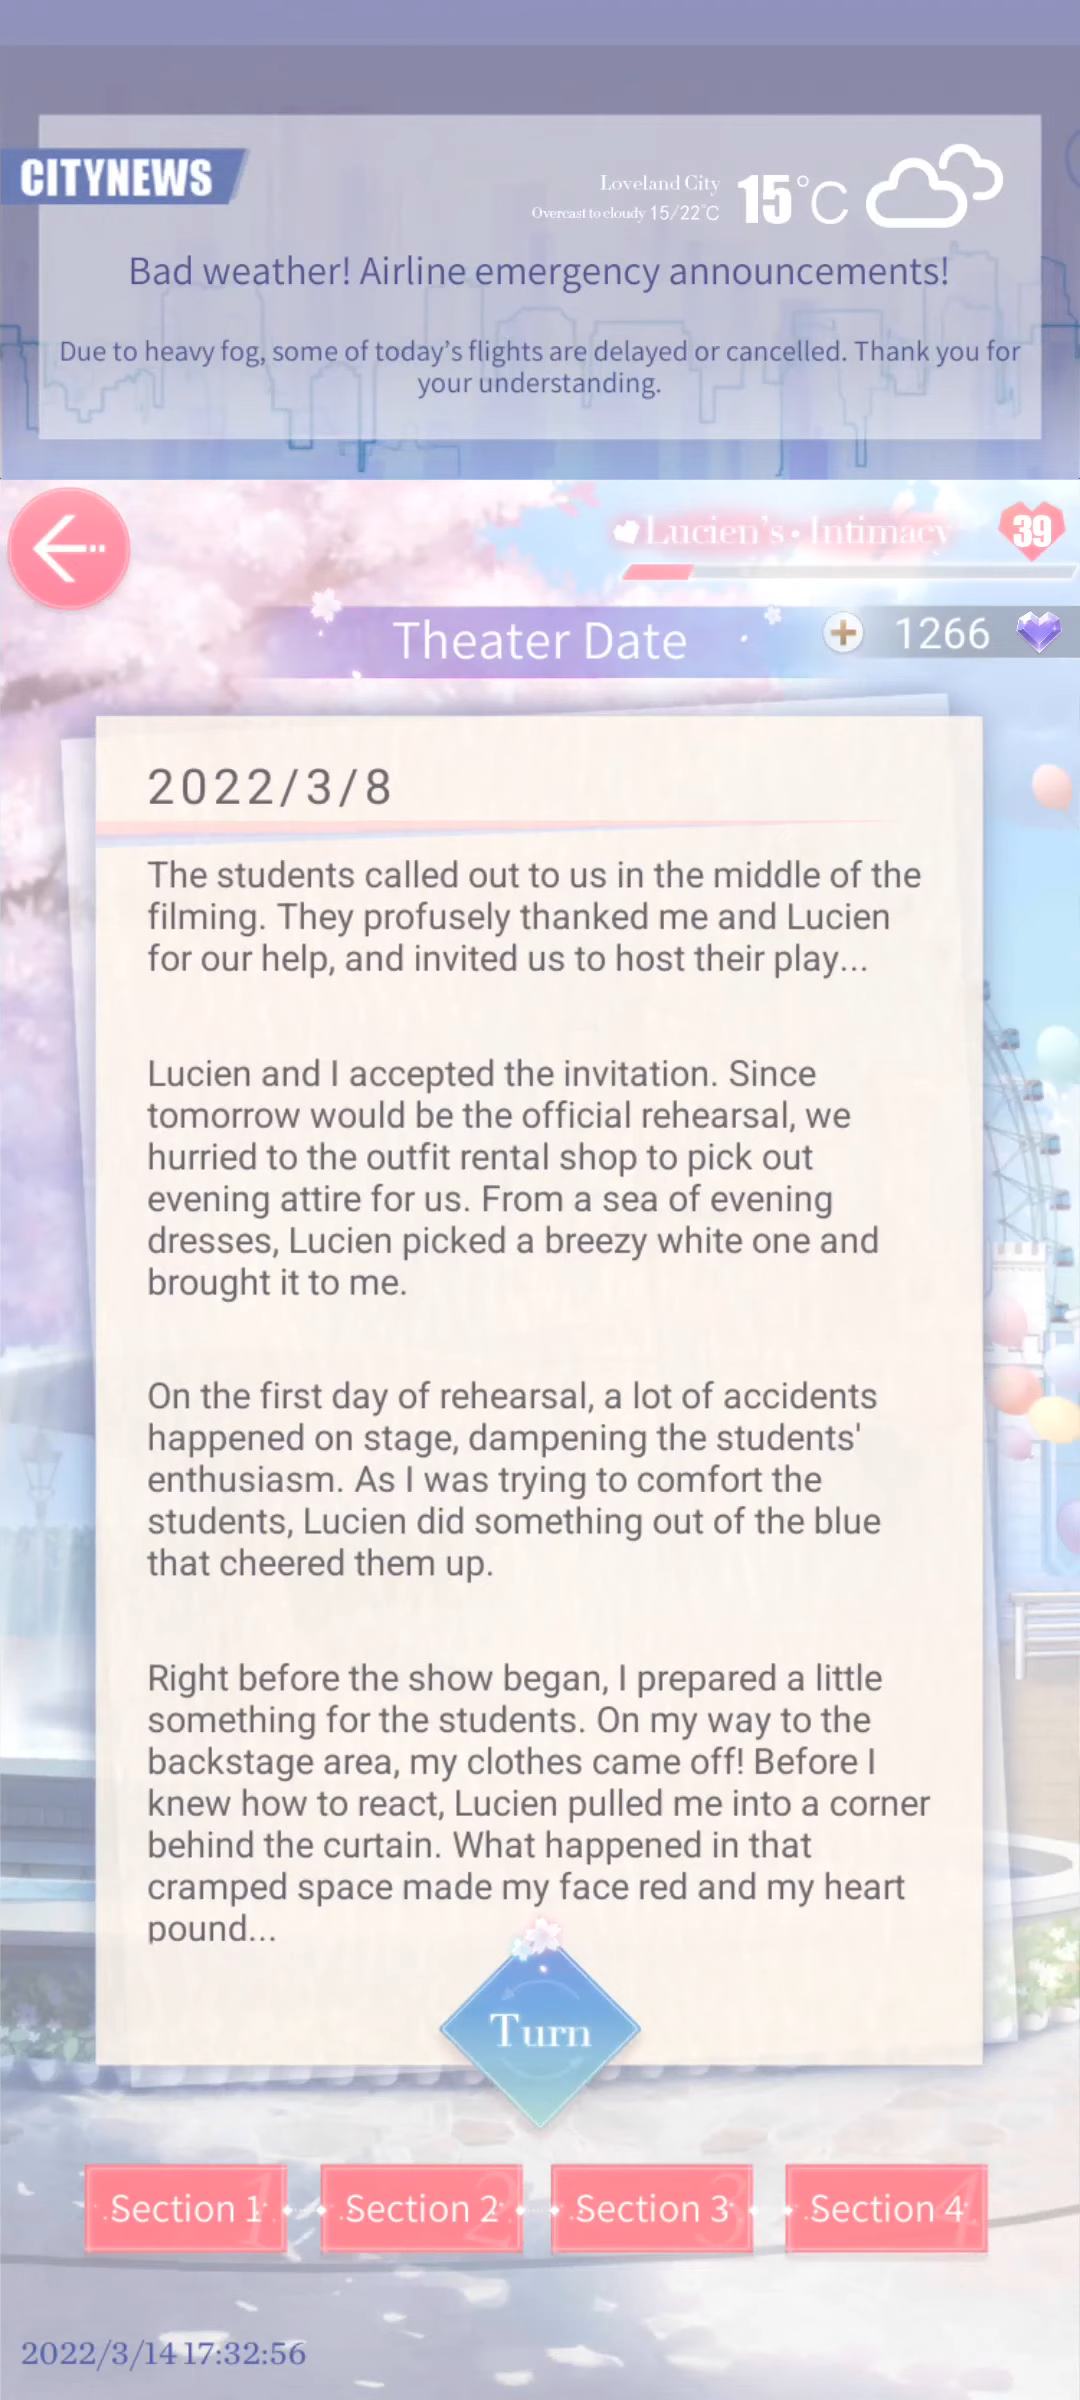 CITYNEWS
Loveland City
Overcast to cloudy 15/22°C
15°C
Bad weather! Airline emergency announcements!
Due to heavy fog, some of today's flights are delayed or cancelled. Thank you for
your understanding.
Lucien's · Intimacy
39
Theater Date
1266
2022/3/8
The students called out to us in the middle of the
filming. They profusely thanked me and Lucien
for our help, and invited us to host their play...
Lucien and I accepted the invitation. Since
tomorrow would be the official rehearsal, we
hurried to the outfit rental shop to pick out
evening attire for us. From a sea of evening
dresses, Lucien picked a breezy white one and
brought it to me.
On the first day of rehearsal, a lot of accidents
happened on stage, dampening the students'
enthusiasm. As I was trying to comfort the
students, Lucien did something out of the blue
that cheered them up.
Right before the show began, I prepared a little
something for the students. On my way to the
backstage area, my clothes came off! Before I
knew how to react, Lucien pulled me into a corner
behind the curtain. What happened in that
cramped space made my face red and my heart
pound...
Turn
Section 1
Section 2
Section 3
Section 4
2022/3/14 17:32:56